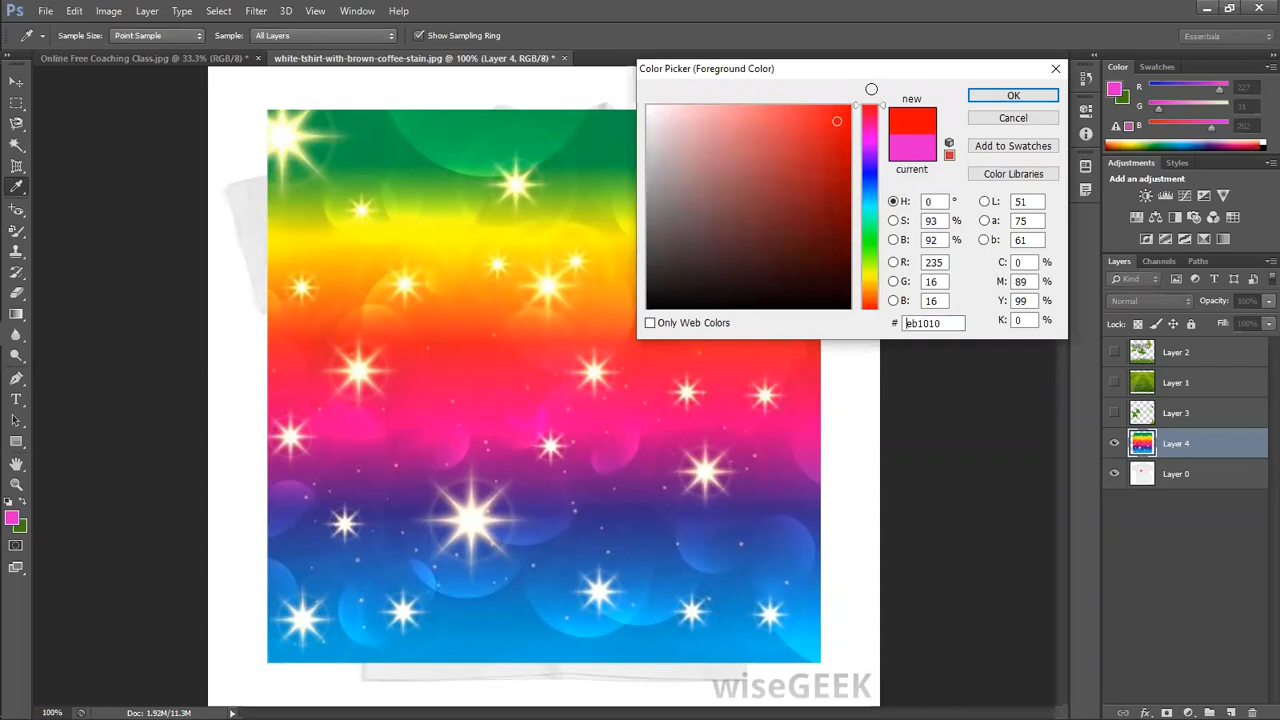 Ps File Edit Image Layer Type Select Filter 3D View Window Help
Sample Size: Point Sample Sample: All Layers Show Sampling Ring Essentials
Online Free Coaching Class.jpg @ 33.3% (RGB/8) * × white-tshirt-with-brown-coffee-stain.jpg @ 100% (Layer 4, RGB/8) * ×
Color Picker (Foreground Color)
new
current
OK
Cancel
Add to Swatches
Color Libraries
H: 0 °
S: 93 %
B: 92 %
R: 235
G: 16
B: 16
L: 51
a: 75
b: 61
C: 0 %
M: 89 %
Y: 99 %
K: 0 %
# eb1010
Only Web Colors
Color Swatches
R 227
G 31
B 202
Adjustments Styles
Add an adjustment
Layers Channels Paths
Kind
Normal Opacity: 100%
Lock: Fill: 100%
Layer 2
Layer 1
Layer 3
Layer 4
Layer 0
wiseGEEK
100% Doc: 1.92M/11.3M
fx